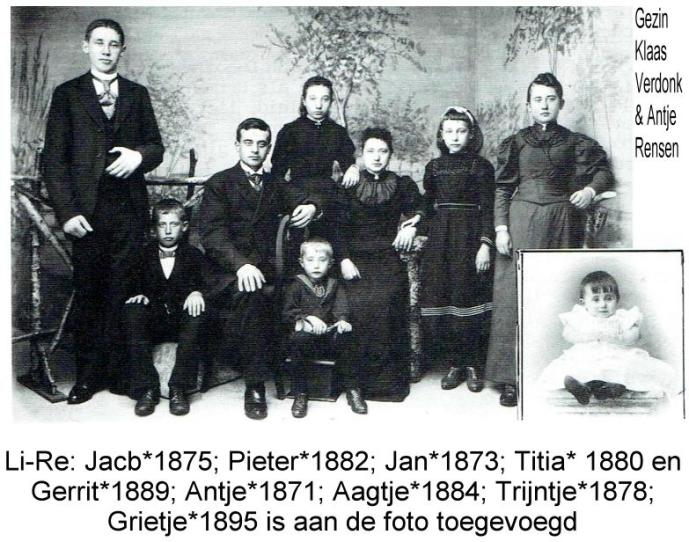 Gezin
Klaas
Verdonk
& Antje
Rensen
Li-Re: Jacb*1875; Pieter*1882; Jan*1873; Titia* 1880 en
Gerrit*1889; Antje*1871; Aagtje*1884; Trijntje*1878;
Grietje*1895 is aan de foto toegevoegd